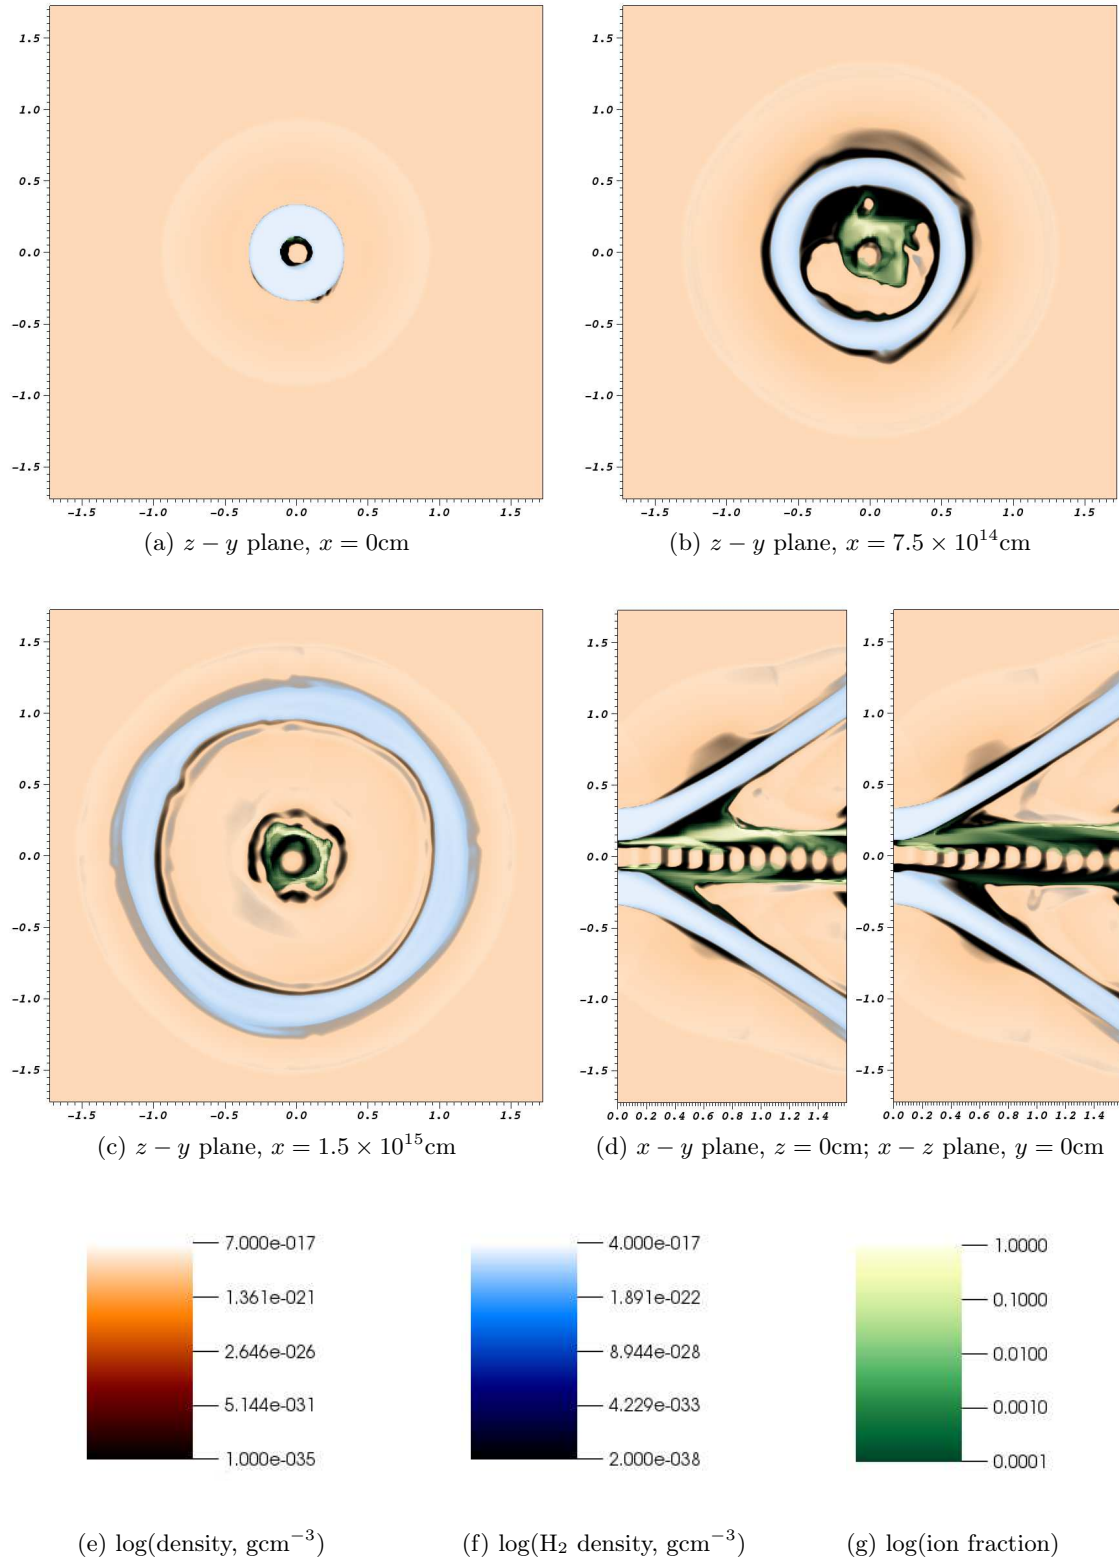 1.5
1.0
0.5
0.0
-0.5
-1.0
-1.5
-1.5 -1.0 -0.5 0.0 0.5 1.0 1.5
(a) z − y plane, x = 0cm
1.5
1.0
0.5
0.0
-0.5
-1.0
-1.5
-1.5 -1.0 -0.5 0.0 0.5 1.0 1.5
(b) z − y plane, x = 7.5 × 10¹⁴cm
1.5
1.0
0.5
0.0
-0.5
-1.0
-1.5
-1.5 -1.0 -0.5 0.0 0.5 1.0 1.5
(c) z − y plane, x = 1.5 × 10¹⁵cm
1.5
1.0
0.5
0.0
-0.5
-1.0
-1.5
0.0 0.2 0.4 0.6 0.8 1.0 1.2 1.4
1.5
1.0
0.5
0.0
-0.5
-1.0
-1.5
0.0 0.2 0.4 0.6 0.8 1.0 1.2 1.4
(d) x − y plane, z = 0cm; x − z plane, y = 0cm
7.000e-017
1.361e-021
2.646e-026
5.144e-031
1.000e-035
(e) log(density, gcm⁻³)
4.000e-017
1.891e-022
8.944e-028
4.229e-033
2.000e-038
(f) log(H₂ density, gcm⁻³)
1.0000
0.1000
0.0100
0.0010
0.0001
(g) log(ion fraction)